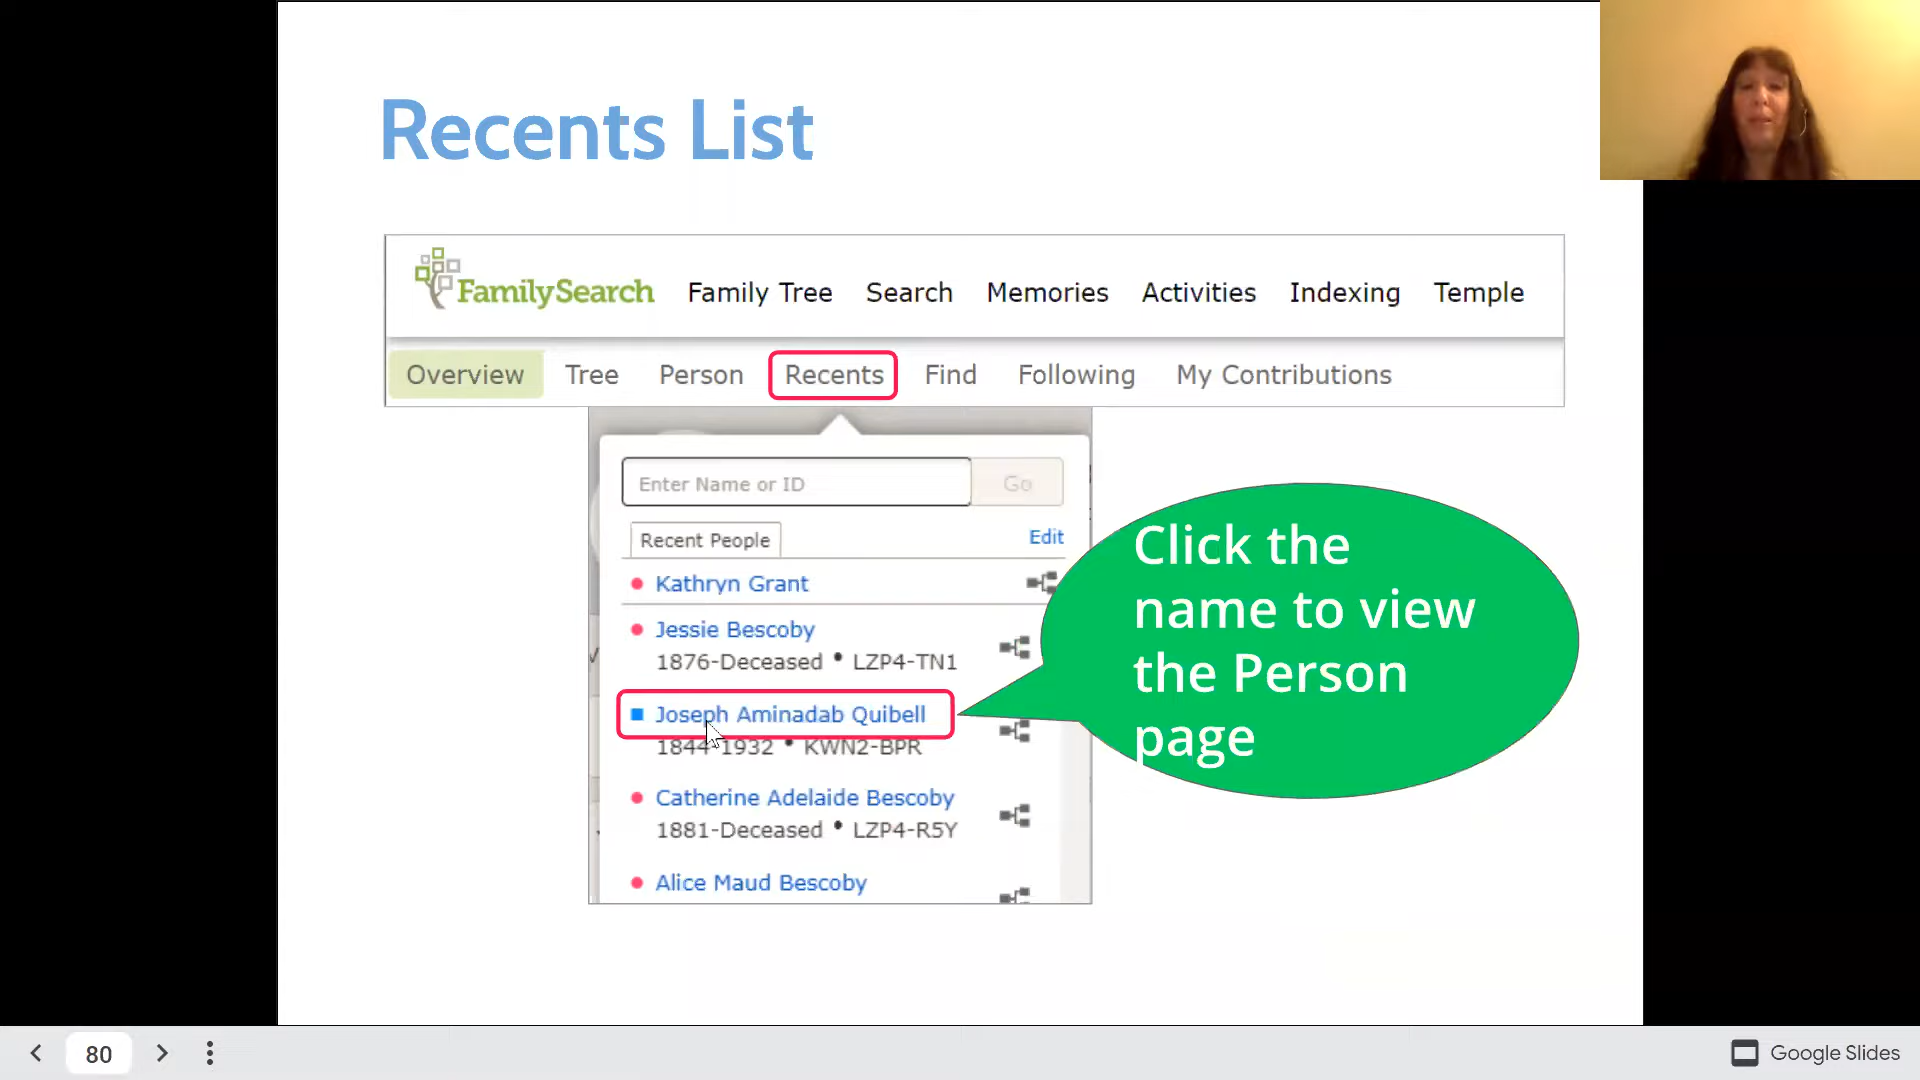 Recents List
FamilySearch Family Tree Search Memories Activities Indexing Temple
Overview Tree Person Recents Find Following My Contributions
Enter Name or ID Go
Recent People Edit
Kathryn Grant
Jessie Bescoby
1876-Deceased • LZP4-TN1
Joseph Aminadab Quibell
1844-1932 • KWN2-BPR
Catherine Adelaide Bescoby
1881-Deceased • LZP4-R5Y
Alice Maud Bescoby
Click the
name to view
the Person
page
80
Google Slides